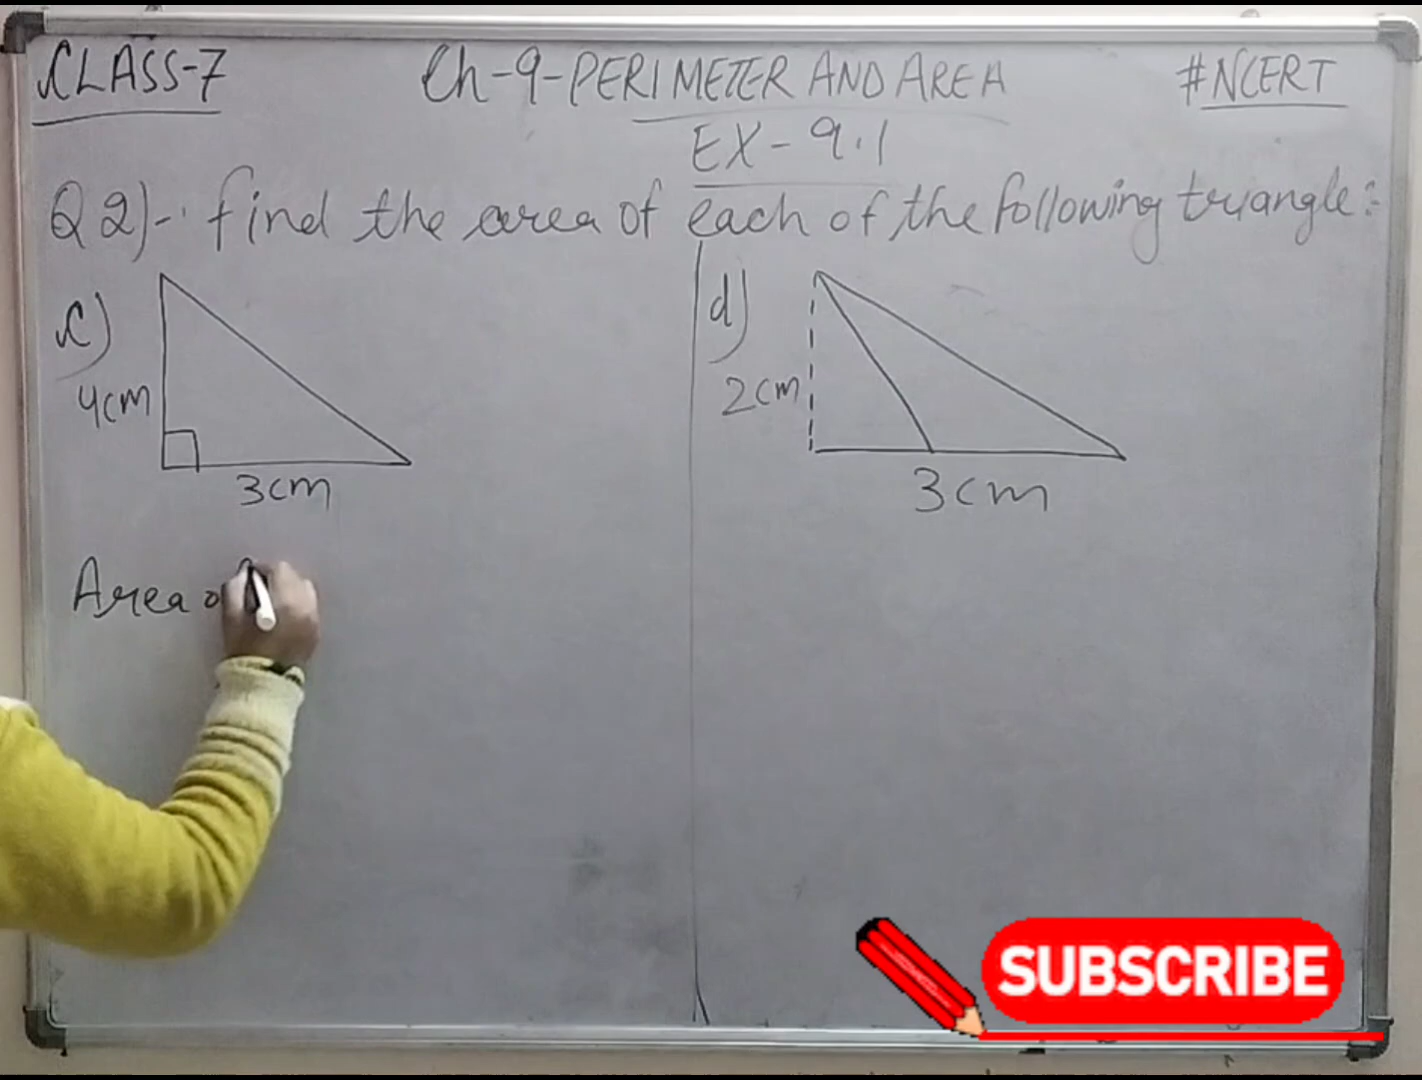 CLASS-7
Ch-9-PERIMETER AND AREA
#NCERT
EX-9.1
Q 2)-. find the area of each of the following triangle:-
c)
4cm
3cm
d)
2cm
3cm
Area
SUBSCRIBE